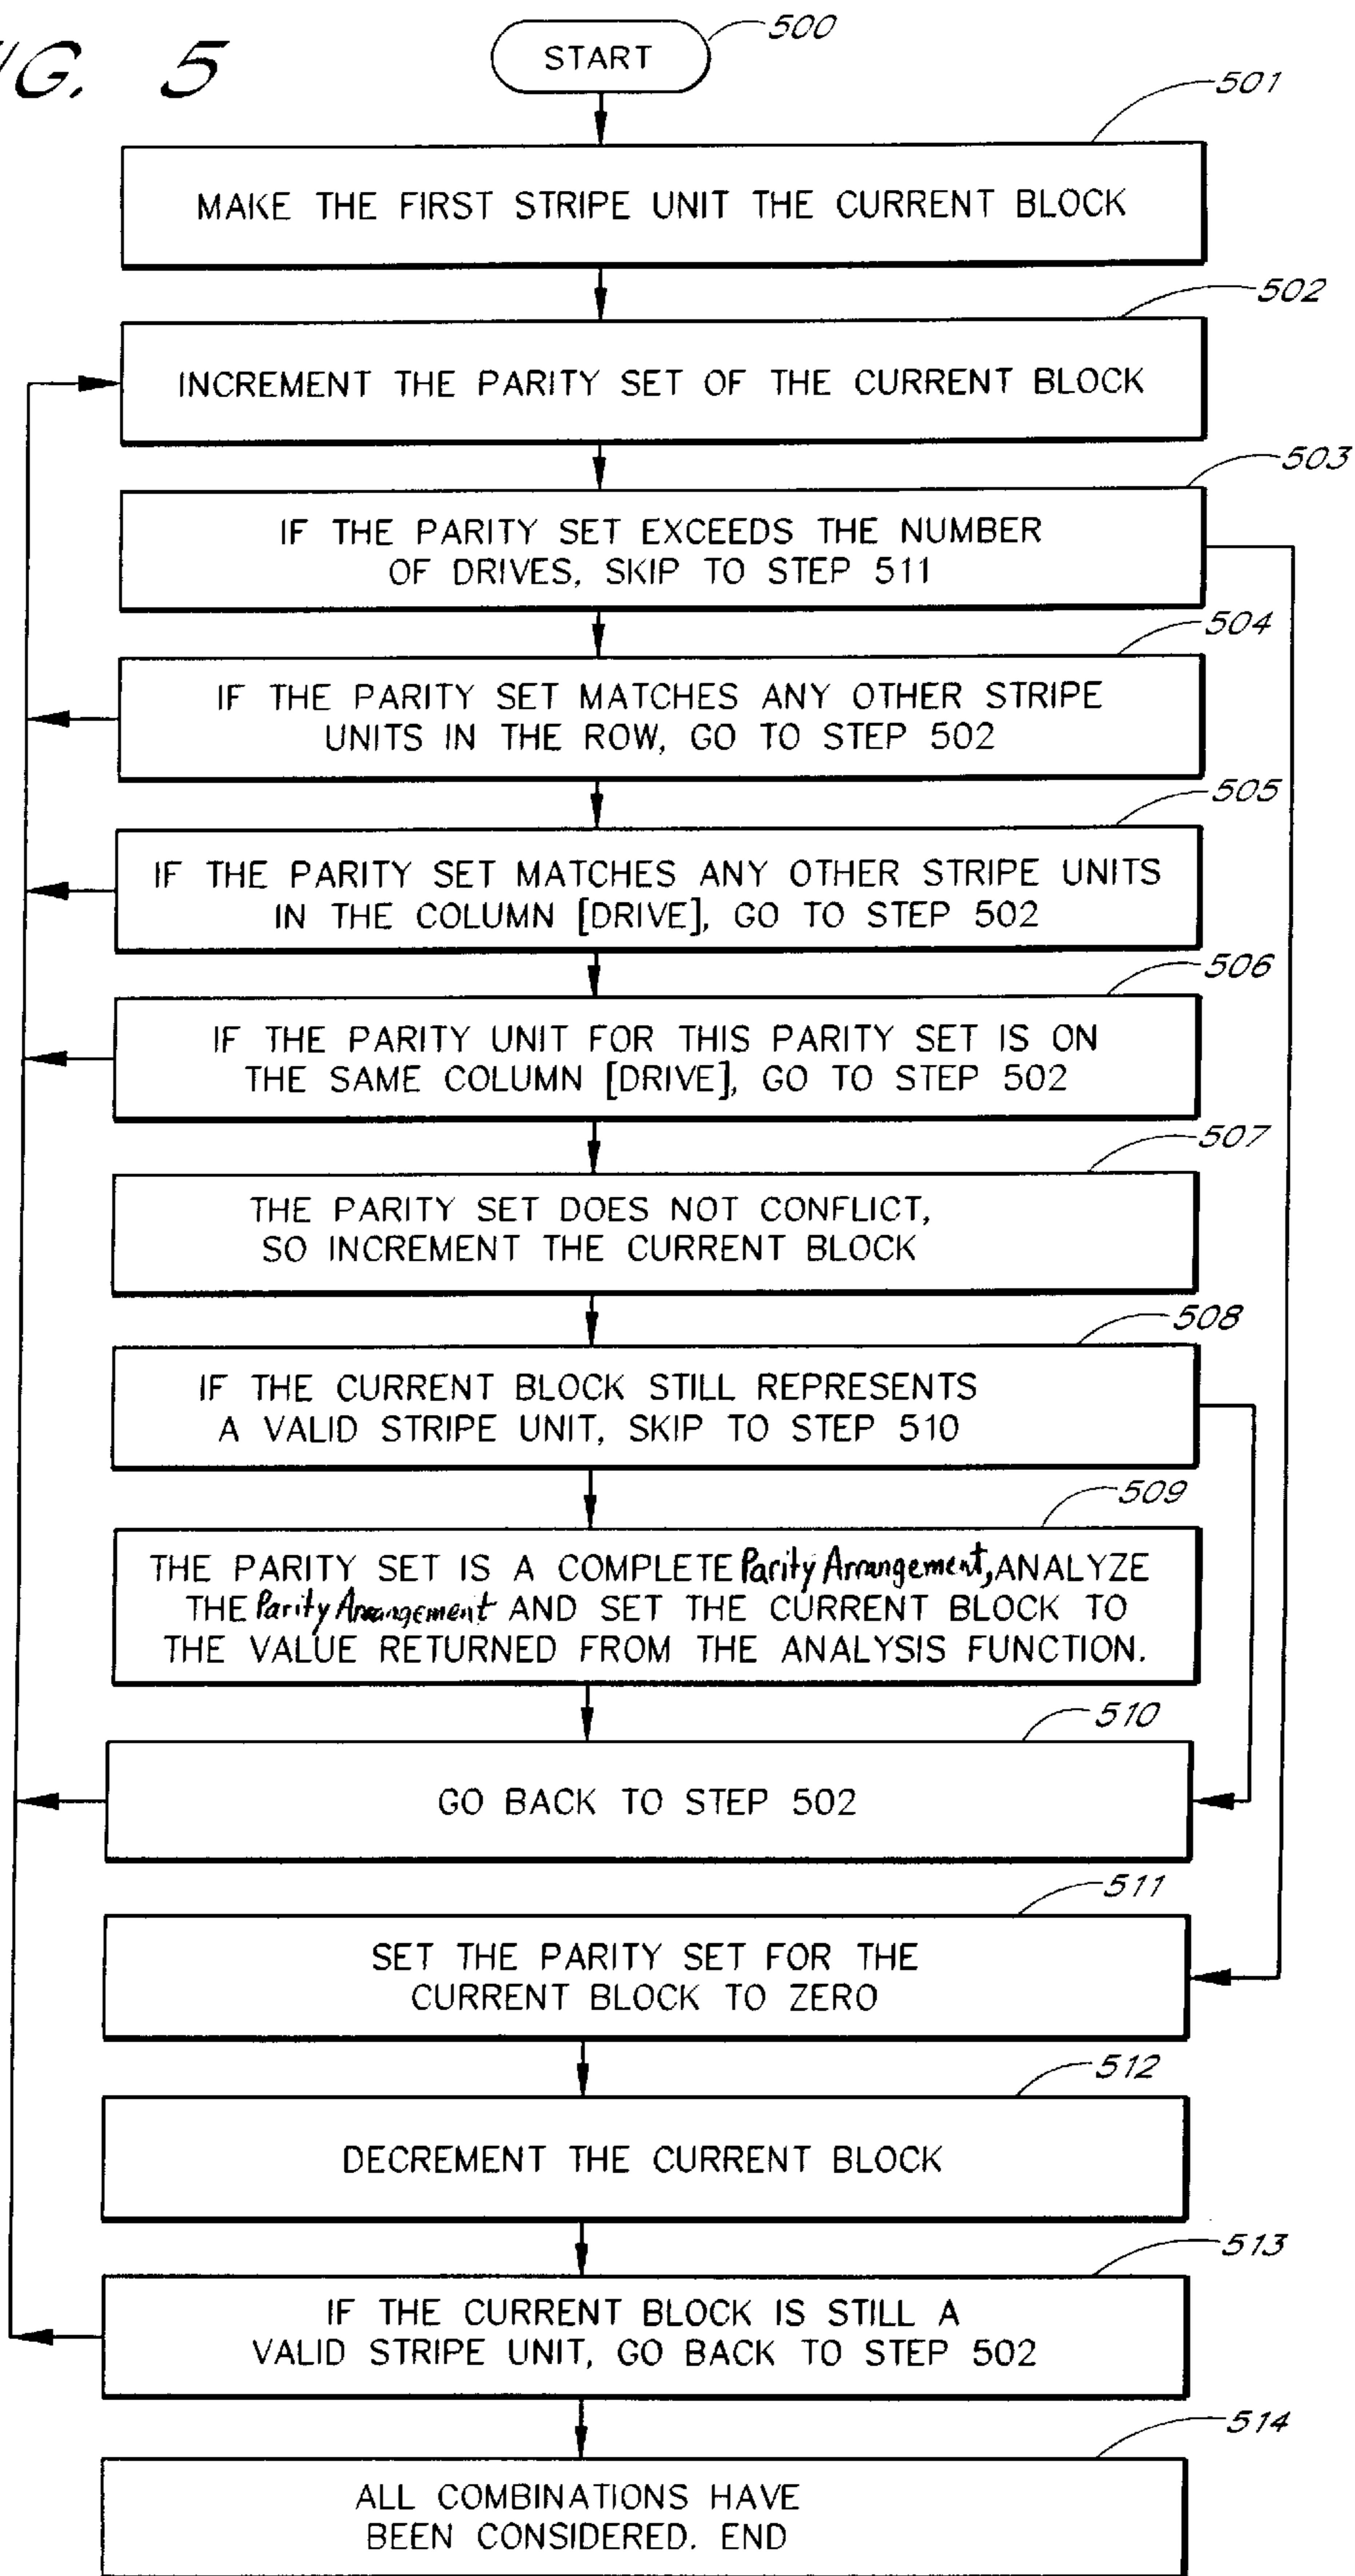 IG. 5
START
500
501
MAKE THE FIRST STRIPE UNIT THE CURRENT BLOCK
502
INCREMENT THE PARITY SET OF THE CURRENT BLOCK
503
IF THE PARITY SET EXCEEDS THE NUMBER
OF DRIVES, SKIP TO STEP 511
504
IF THE PARITY SET MATCHES ANY OTHER STRIPE
UNITS IN THE ROW, GO TO STEP 502
505
IF THE PARITY SET MATCHES ANY OTHER STRIPE UNITS
IN THE COLUMN [DRIVE], GO TO STEP 502
506
IF THE PARITY UNIT FOR THIS PARITY SET IS ON
THE SAME COLUMN [DRIVE], GO TO STEP 502
507
THE PARITY SET DOES NOT CONFLICT,
SO INCREMENT THE CURRENT BLOCK
508
IF THE CURRENT BLOCK STILL REPRESENTS
A VALID STRIPE UNIT, SKIP TO STEP 510
509
THE PARITY SET IS A COMPLETE Parity Arrangement, ANALYZE
THE Parity Arrangement AND SET THE CURRENT BLOCK TO
THE VALUE RETURNED FROM THE ANALYSIS FUNCTION.
510
GO BACK TO STEP 502
511
SET THE PARITY SET FOR THE
CURRENT BLOCK TO ZERO
512
DECREMENT THE CURRENT BLOCK
513
IF THE CURRENT BLOCK IS STILL A
VALID STRIPE UNIT, GO BACK TO STEP 502
514
ALL COMBINATIONS HAVE
BEEN CONSIDERED. END